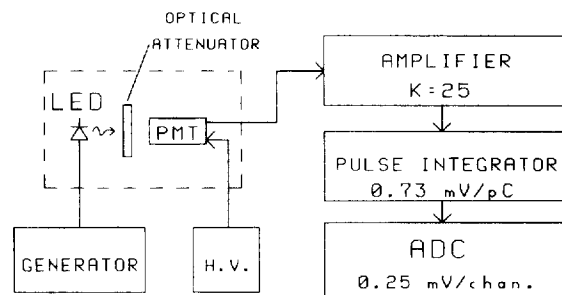 OPTICAL
ATTENUATOR
LED
PMT
GENERATOR
H.V.
AMPLIFIER
K=25
PULSE INTEGRATOR
0.73 mV/pC
ADC
0.25 mV/chan.